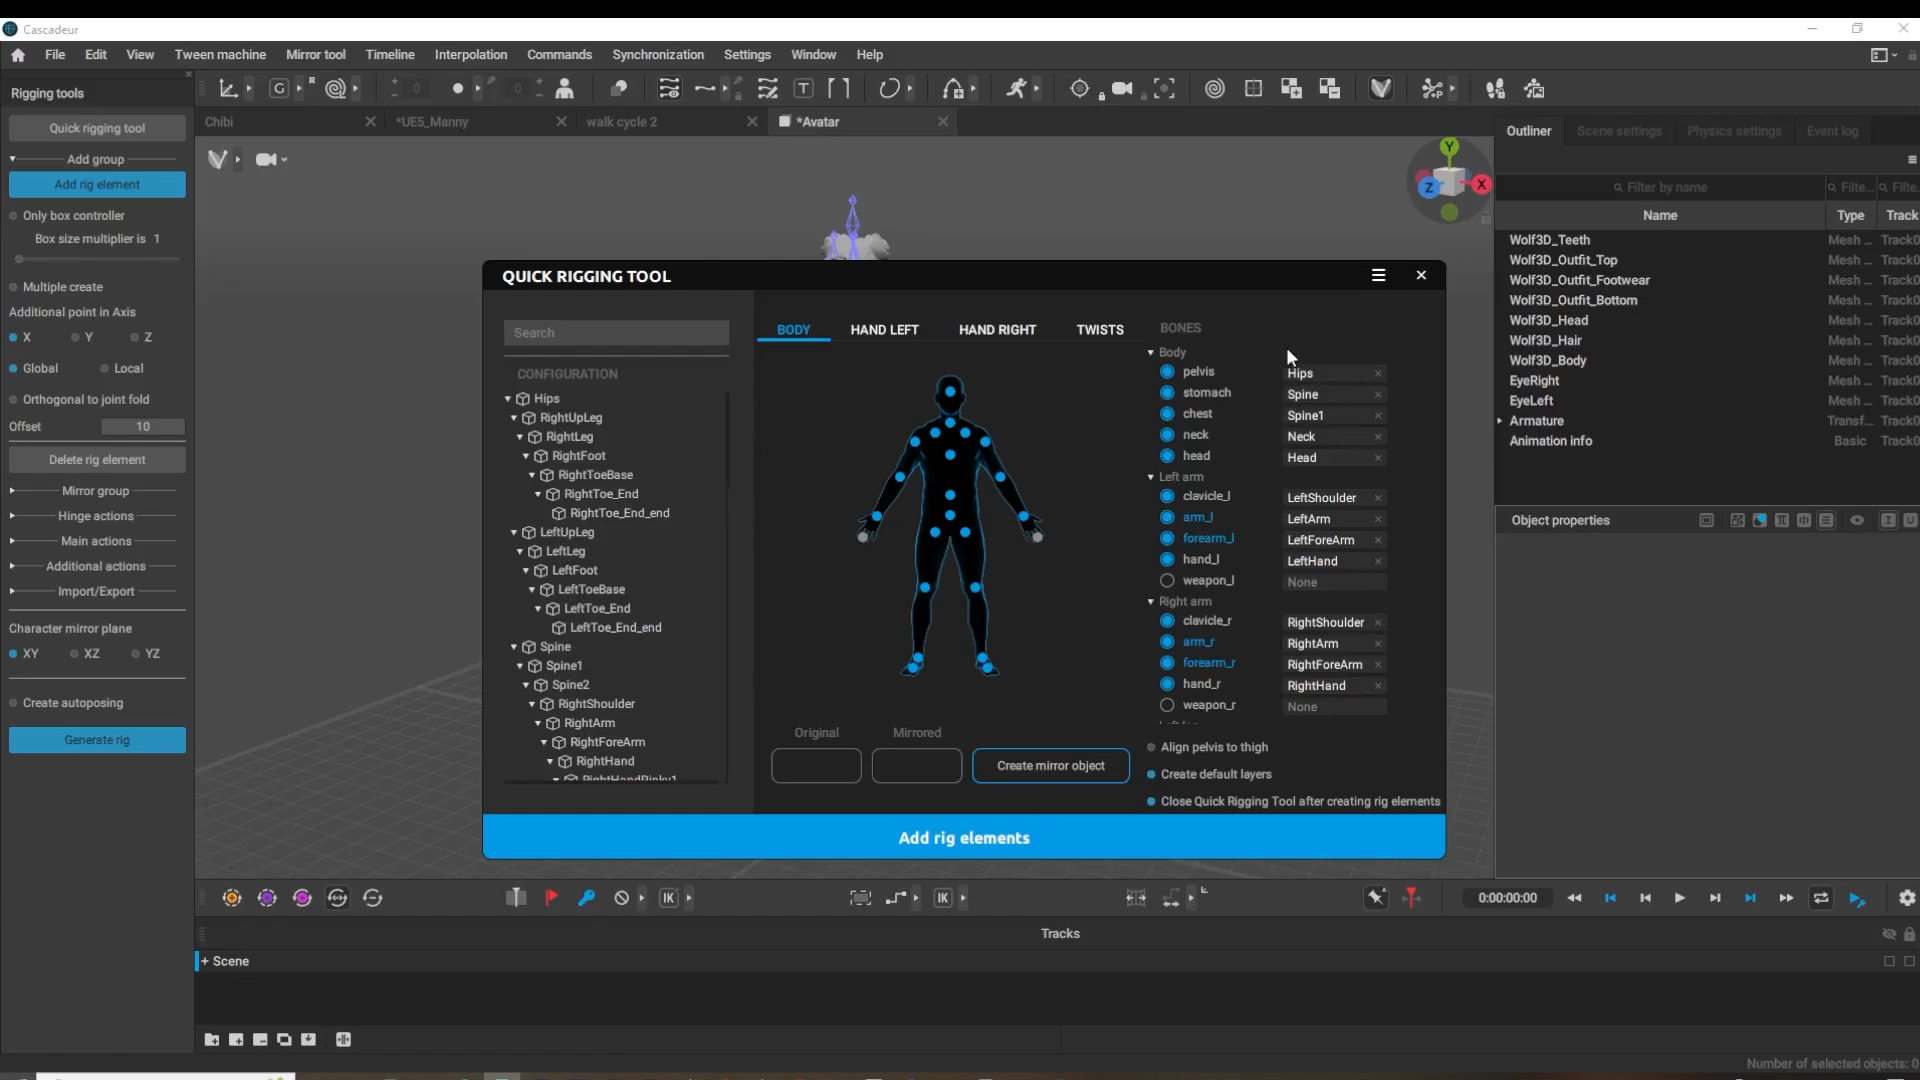 Cascadeur
File Edit View Tween machine Mirror tool Timeline Interpolation Commands Synchronization Settings Window Help
Rigging tools
Quick rigging tool
Add group
Add rig element
Only box controller
Box size multiplier is 1
Multiple create
Additional point in Axis
X Y Z
Global Local
Orthogonal to joint fold
Offset 10
Delete rig element
Mirror group
Hinge actions
Main actions
Additional actions
Import/Export
Character mirror plane
XY XZ YZ
Create autoposing
Generate rig
Chibi *UE5_Manny walk cycle 2 *Avatar
QUICK RIGGING TOOL
Search
CONFIGURATION
Hips
RightUpLeg
RightLeg
RightFoot
RightToeBase
RightToe_End
RightToe_End_end
LeftUpLeg
LeftLeg
LeftFoot
LeftToeBase
LeftToe_End
LeftToe_End_end
Spine
Spine1
Spine2
RightShoulder
RightArm
RightForeArm
RightHand
RightHandPinky1
BODY HAND LEFT HAND RIGHT TWISTS
Original Mirrored
Create mirror object
BONES
Body
pelvis Hips
stomach Spine
chest Spine1
neck Neck
head Head
Left arm
clavicle_l LeftShoulder
arm_l LeftArm
forearm_l LeftForeArm
hand_l LeftHand
weapon_l None
Right arm
clavicle_r RightShoulder
arm_r RightArm
forearm_r RightForeArm
hand_r RightHand
weapon_r None
Align pelvis to thigh
Create default layers
Close Quick Rigging Tool after creating rig elements
Add rig elements
Y
Z X
Outliner Scene settings Physics settings Event log
Filter by name Filte... Filte...
Name Type Track
Wolf3D_Teeth Mesh ... Track0
Wolf3D_Outfit_Top Mesh ... Track0
Wolf3D_Outfit_Footwear Mesh ... Track0
Wolf3D_Outfit_Bottom Mesh ... Track0
Wolf3D_Head Mesh ... Track0
Wolf3D_Hair Mesh ... Track0
Wolf3D_Body Mesh ... Track0
EyeRight Mesh ... Track0
EyeLeft Mesh ... Track0
Armature Transf... Track0
Animation info Basic Track0
Object properties
IK IK 0:00:00:00
Tracks
+ Scene
Number of selected objects: 0